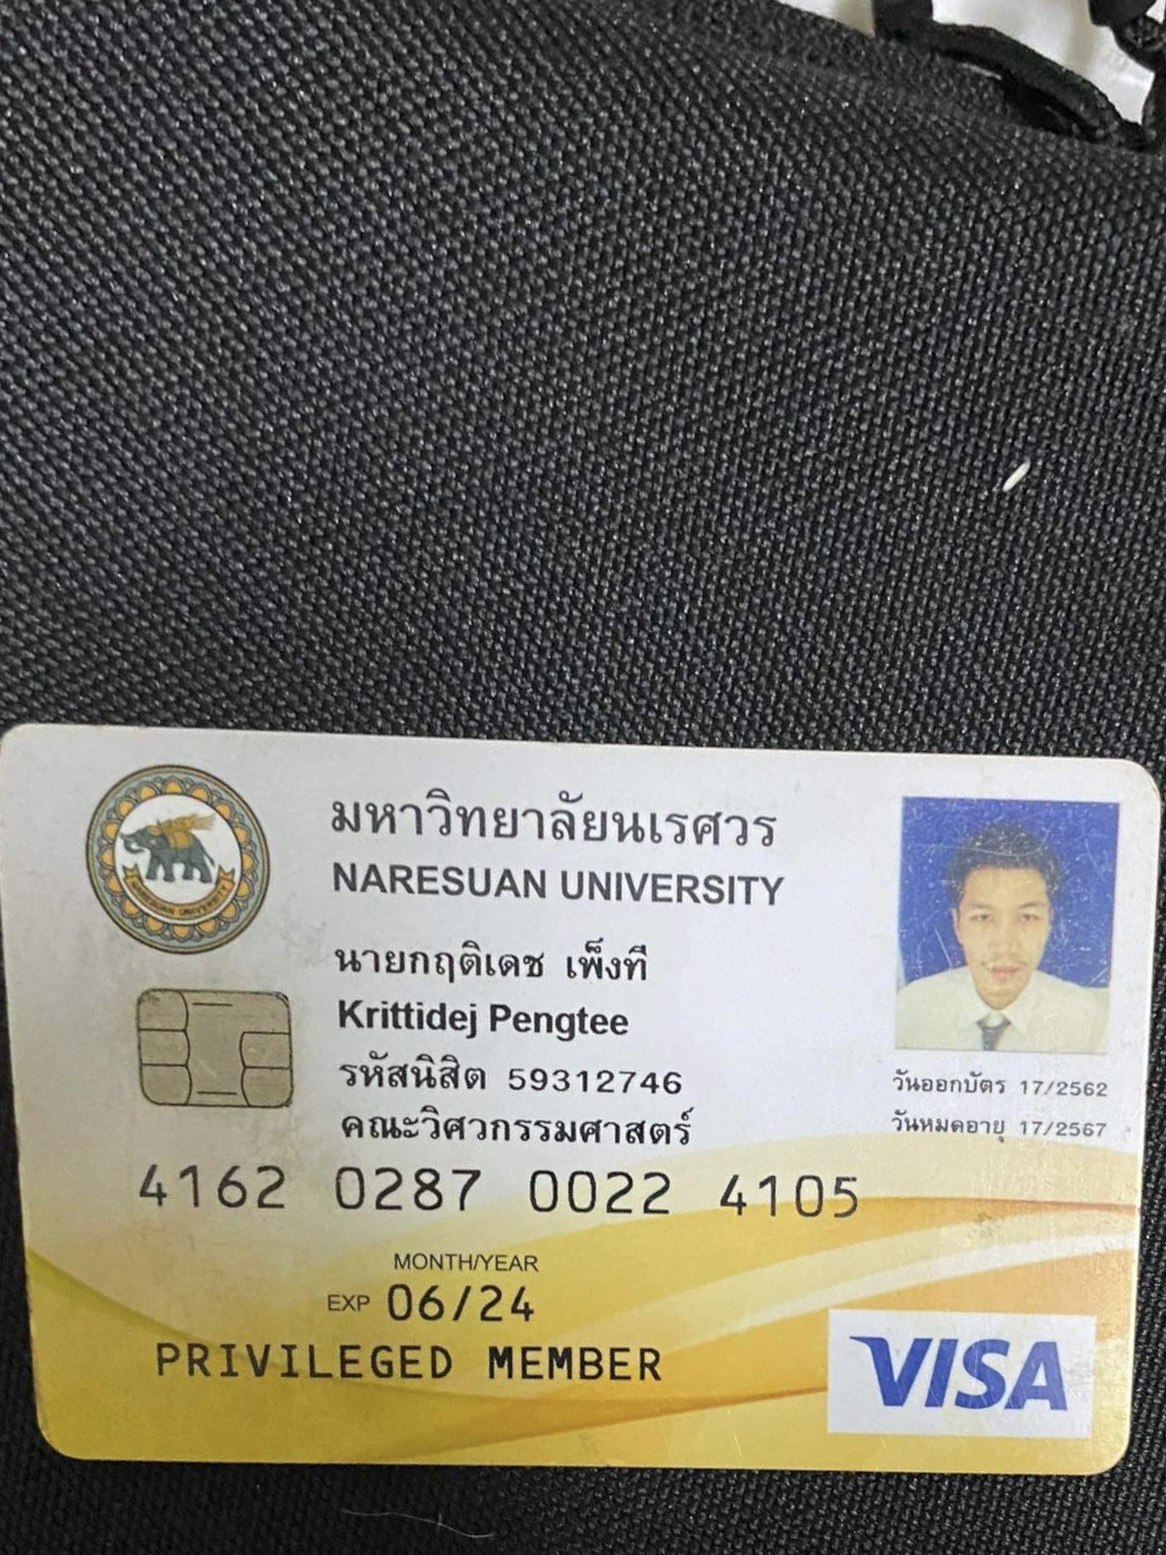 มหาวิทยาลัยนเรศวร
NARESUAN UNIVERSITY
NARESUAN UNIVERSITY
นายกฤติเดช เพ็งที
Krittidej Pengtee
รหัสนิสิต 59312746
คณะวิศวกรรมศาสตร์
วันออกบัตร 17/2562
วันหมดอายุ 17/2567
4162 0287 0022 4105
MONTH/YEAR
EXP 06/24
PRIVILEGED MEMBER
VISA